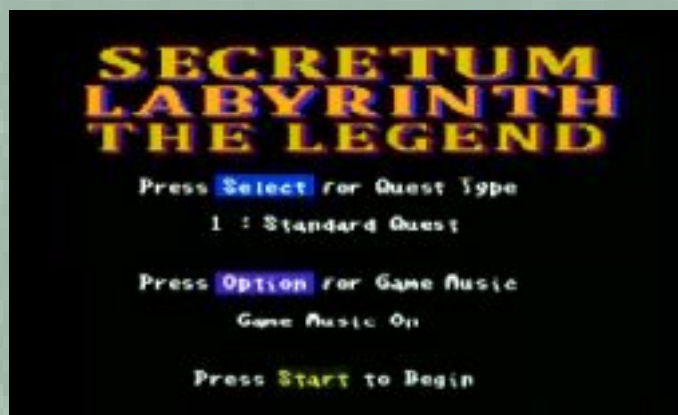 SECRETUM
LABYRINTH
THE LEGEND
Press Select for Quest Type
1 : Standard Quest
Press Option for Game Music
Game Music On
Press Start to Begin